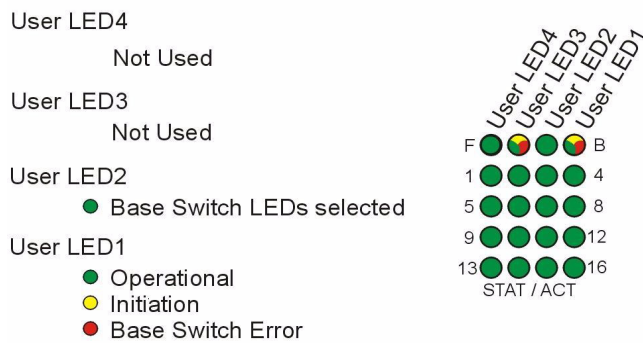 User LED4
Not Used
User LED3
Not Used
User LED2
Base Switch LEDs selected
User LED1
Operational
Initiation
Base Switch Error
User LED4
User LED3
User LED2
User LED1
F B
1 4
5 8
9 12
13 16
STAT / ACT